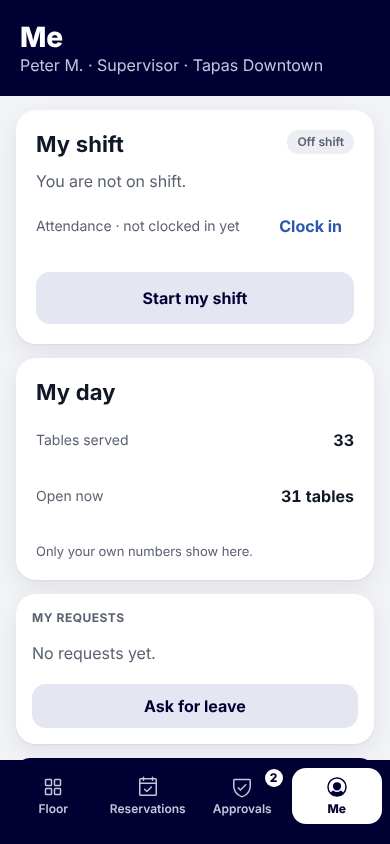 Me
Peter M. · Supervisor · Tapas Downtown
My shift
Off shift
You are not on shift.
Attendance · not clocked in yet
Clock in
Start my shift
My day
Tables served
33
Open now
31 tables
Only your own numbers show here.
MY REQUESTS
No requests yet.
Ask for leave
2
Floor
Reservations
Approvals
Me